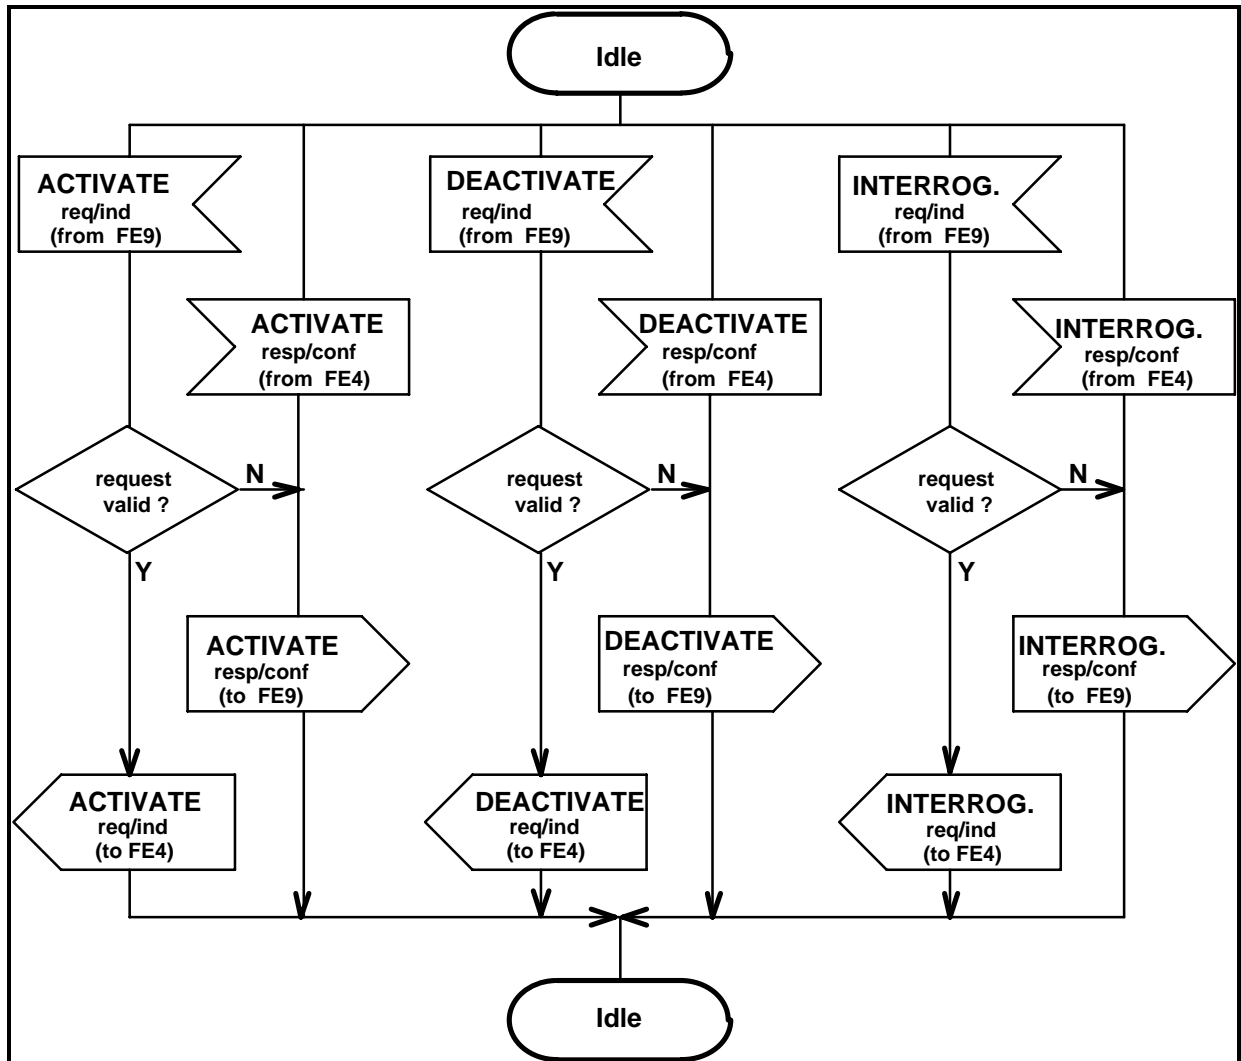 Idle
ACTIVATE
req/ind
(from FE9)
DEACTIVATE
req/ind
(from FE9)
INTERROG.
req/ind
(from FE9)
ACTIVATE
resp/conf
(from FE4)
DEACTIVATE
resp/conf
(from FE4)
INTERROG.
resp/conf
(from FE4)
request
valid ?
N
Y
request
valid ?
N
Y
request
valid ?
N
Y
ACTIVATE
resp/conf
(to FE9)
DEACTIVATE
resp/conf
(to FE9)
INTERROG.
resp/conf
(to FE9)
ACTIVATE
req/ind
(to FE4)
DEACTIVATE
req/ind
(to FE4)
INTERROG.
req/ind
(to FE4)
Idle